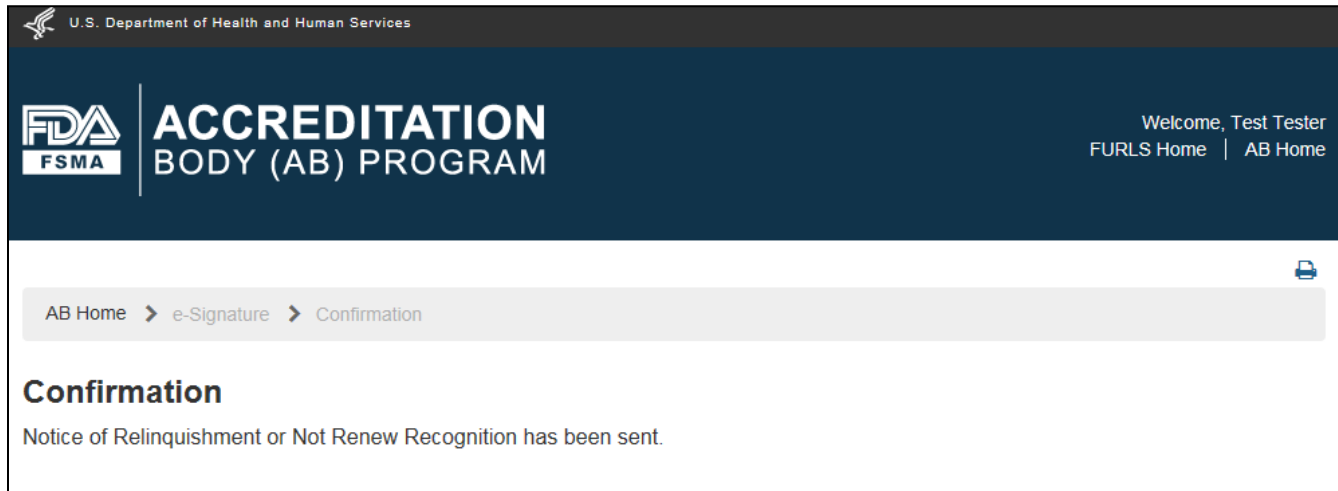 U.S. Department of Health and Human Services
FDA
FSMA
ACCREDITATION
BODY (AB) PROGRAM
Welcome, Test Tester
FURLS Home | AB Home
AB Home > e-Signature > Confirmation
Confirmation
Notice of Relinquishment or Not Renew Recognition has been sent.